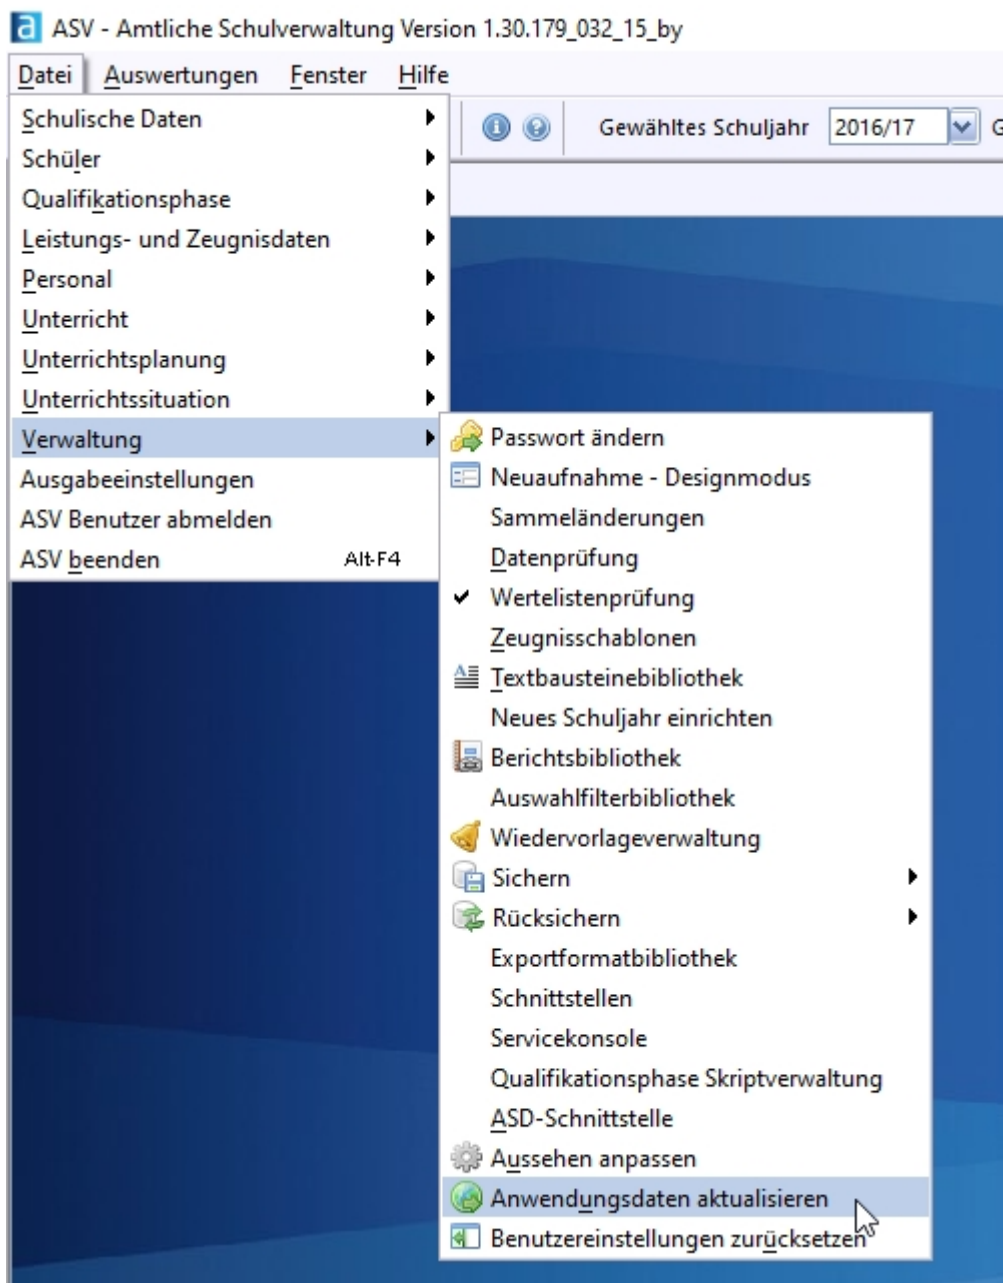 ASV - Amtliche Schulverwaltung Version 1.30.179_032_15_by
Datei Auswertungen Fenster Hilfe
Gewähltes Schuljahr 2016/17 G
Schulische Daten
Schüler
Qualifikationsphase
Leistungs- und Zeugnisdaten
Personal
Unterricht
Unterrichtsplanung
Unterrichtssituation
Verwaltung
Ausgabeeinstellungen
ASV Benutzer abmelden
ASV beenden Alt-F4
Passwort ändern
Neuaufnahme - Designmodus
Sammeländerungen
Datenprüfung
Wertelistenprüfung
Zeugnisschablonen
Textbausteinebibliothek
Neues Schuljahr einrichten
Berichtsbibliothek
Auswahlfilterbibliothek
Wiedervorlageverwaltung
Sichern
Rücksichern
Exportformatbibliothek
Schnittstellen
Servicekonsole
Qualifikationsphase Skriptverwaltung
ASD-Schnittstelle
Aussehen anpassen
Anwendungsdaten aktualisieren
Benutzereinstellungen zurücksetzen